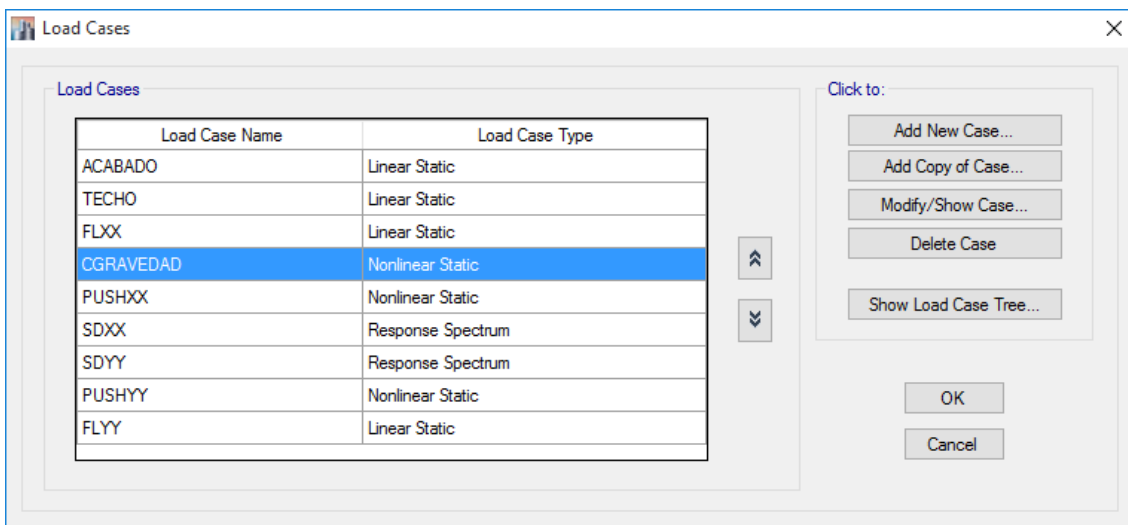 Load Cases
Load Cases
Click to:
Load Case Name Load Case Type
ACABADO Linear Static
TECHO Linear Static
FLXX Linear Static
CGRAVEDAD Nonlinear Static
PUSHXX Nonlinear Static
SDXX Response Spectrum
SDYY Response Spectrum
PUSHYY Nonlinear Static
FLYY Linear Static
Add New Case...
Add Copy of Case...
Modify/Show Case...
Delete Case
Show Load Case Tree...
OK
Cancel